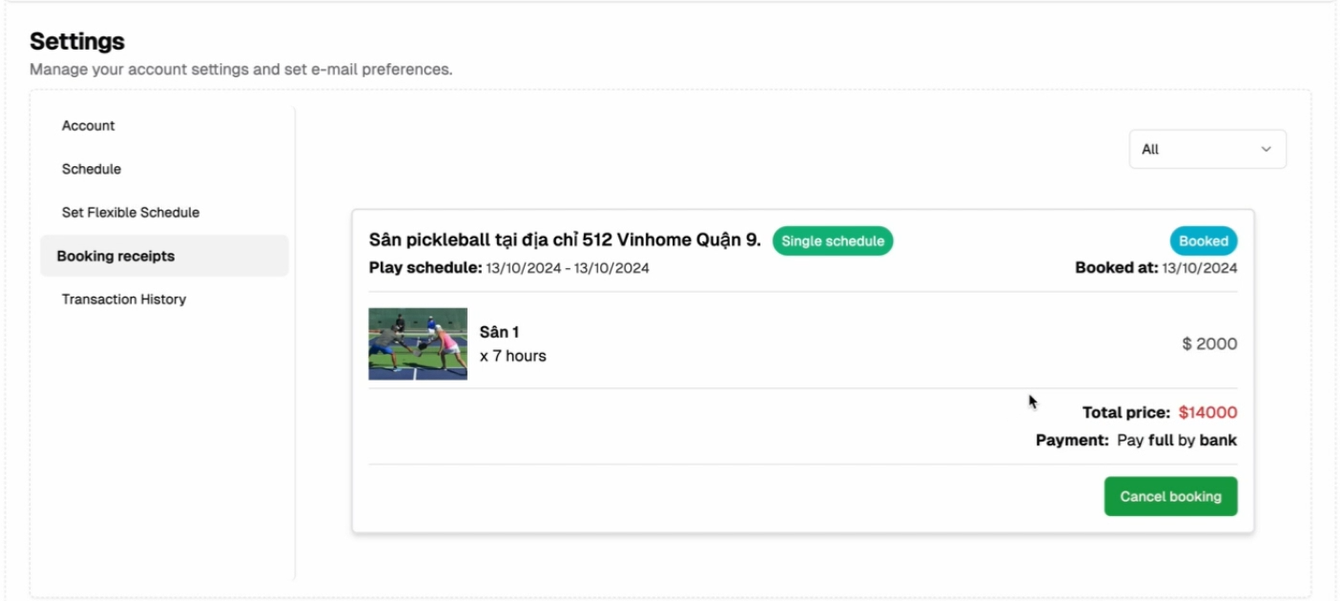 Settings
Manage your account settings and set e-mail preferences.
Account
Schedule
Set Flexible Schedule
Booking receipts
Transaction History
All
Sân pickleball tại địa chỉ 512 Vinhome Quận 9. Single schedule Booked
Play schedule: 13/10/2024 - 13/10/2024 Booked at: 13/10/2024
Sân 1
x 7 hours
$ 2000
Total price: $14000
Payment: Pay full by bank
Cancel booking